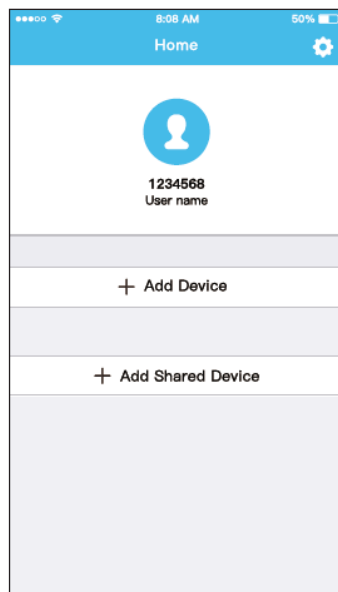 8:08 AM 50%
Home
1234568
User name
+ Add Device
+ Add Shared Device